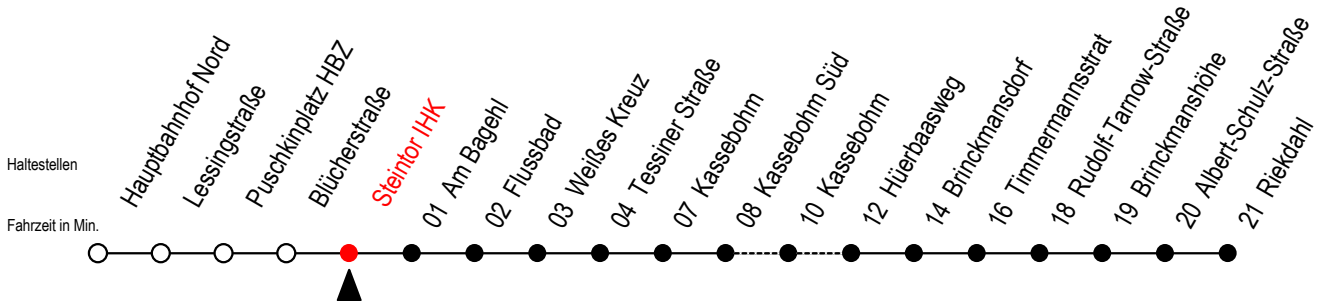 Haltestellen
Fahrzeit in Min.
Hauptbahnhof Nord
Lessingstraße
Puschkinplatz HBZ
Blücherstraße
Steintor IHK
01 Am Bagehl
02 Flussbad
03 Weißes Kreuz
04 Tessiner Straße
07 Kassebohm
08 Kassebohm Süd
10 Kassebohm
12 Hüerbaasweg
14 Brinckmansdorf
16 Timmermannsstrat
18 Rudolf-Tarnow-Straße
19 Brinckmanshöhe
20 Albert-Schulz-Straße
21 Riekdahl